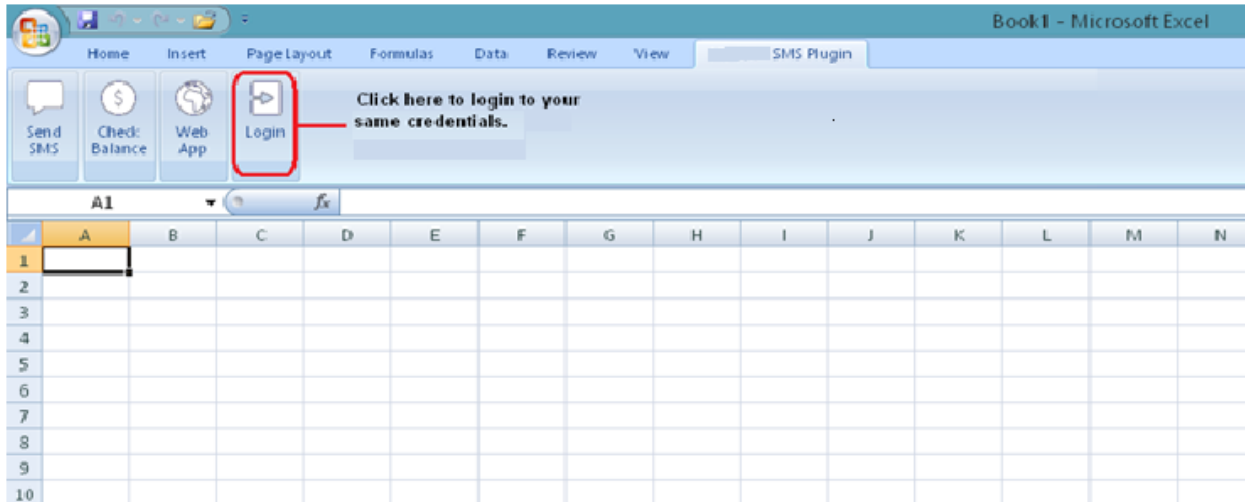 Book1 - Microsoft Excel
Home Insert Page Layout Formulas Data Review View SMS Plugin
Send SMS
Check Balance
Web App
Login
Click here to login to your
same credentials.
A1 fx
A B C D E F G H I J K L M N
1
2
3
4
5
6
7
8
9
10